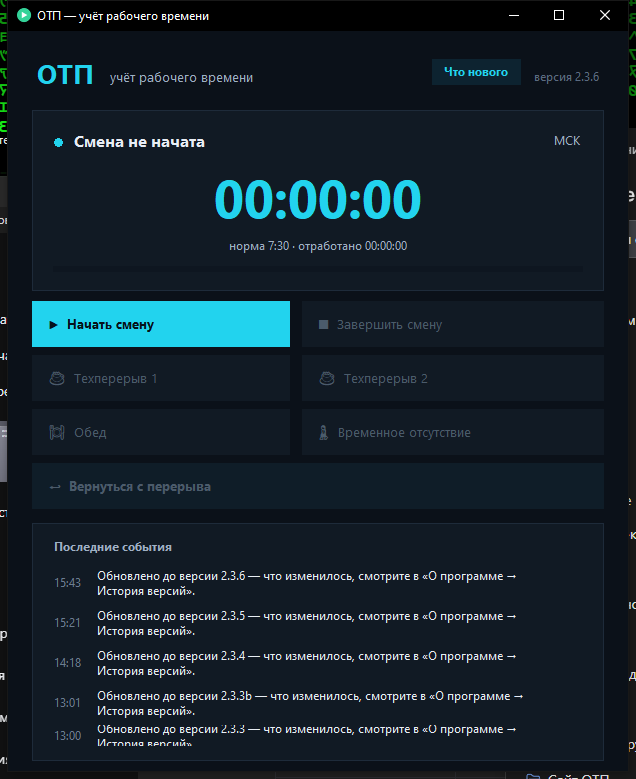 ОТП — учёт рабочего времени
ОТП учёт рабочего времени Что нового версия 2.3.6
Смена не начата МСК
00:00:00
норма 7:30 · отработано 00:00:00
Начать смену Завершить смену
Техперерыв 1 Техперерыв 2
Обед Временное отсутствие
Вернуться с перерыва
Последние события
15:43 Обновлено до версии 2.3.6 — что изменилось, смотрите в «О программе →
История версий».
15:21 Обновлено до версии 2.3.5 — что изменилось, смотрите в «О программе →
История версий».
14:18 Обновлено до версии 2.3.4 — что изменилось, смотрите в «О программе →
История версий».
13:01 Обновлено до версии 2.3.3b — что изменилось, смотрите в «О программе →
История версий».
13:00 Обновлено до версии 2.3.3 — что изменилось, смотрите в «О программе →
История версий».
Сайт ОТП